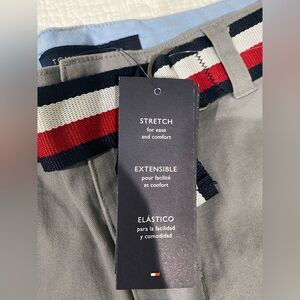 STRETCH
for ease
and comfort
EXTENSIBLE
pour facilité
et confort
ELÁSTICO
para la facilidad
y comodidad